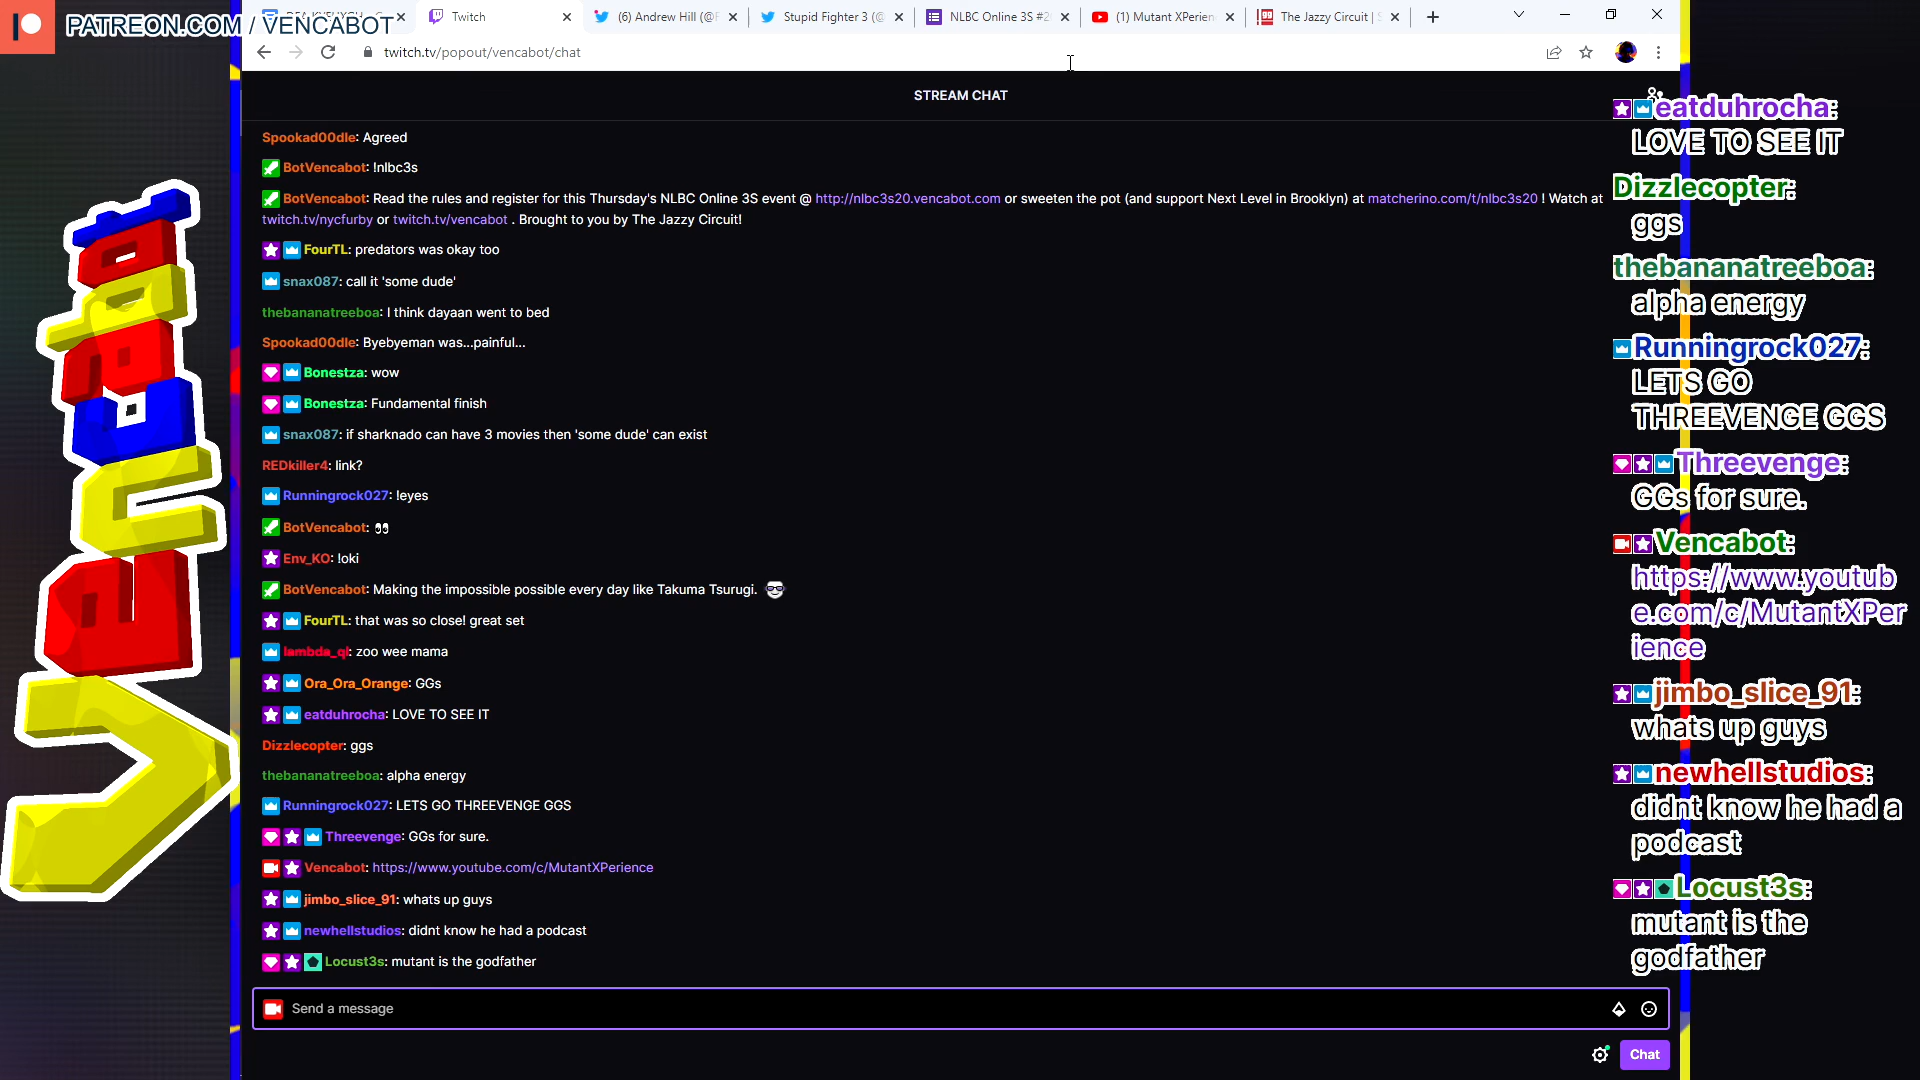 PATREON.COM / VENCABOT
Twitch
(6) Andrew Hill (@F
Stupid Fighter 3 (@
NLBC Online 3S #2
(1) Mutant XPerien
The Jazzy Circuit | S
twitch.tv/popout/vencabot/chat
STREAM CHAT
Spookad00dle: Agreed
BotVencabot: !nlbc3s
BotVencabot: Read the rules and register for this Thursday's NLBC Online 3S event @ http://nlbc3s20.vencabot.com or sweeten the pot (and support Next Level in Brooklyn) at matcherino.com/t/nlbc3s20 ! Watch at
twitch.tv/nycfurby or twitch.tv/vencabot . Brought to you by The Jazzy Circuit!
FourTL: predators was okay too
snax087: call it 'some dude'
thebananatreeboa: I think dayaan went to bed
Spookad00dle: Byebyeman was...painful...
Bonestza: wow
Bonestza: Fundamental finish
snax087: if sharknado can have 3 movies then 'some dude' can exist
REDkiller4: link?
Runningrock027: !eyes
BotVencabot: 👀
Env_KO: !oki
BotVencabot: Making the impossible possible every day like Takuma Tsurugi.
FourTL: that was so close! great set
lambda_ql: zoo wee mama
Ora_Ora_Orange: GGs
eatduhrocha: LOVE TO SEE IT
Dizzlecopter: ggs
thebananatreeboa: alpha energy
Runningrock027: LETS GO THREEVENGE GGS
Threevenge: GGs for sure.
Vencabot: https://www.youtube.com/c/MutantXPerience
jimbo_slice_91: whats up guys
newhellstudios: didnt know he had a podcast
Locust3s: mutant is the godfather
Send a message
Chat
vencabot
eatduhrocha:
LOVE TO SEE IT
Dizzlecopter:
ggs
thebananatreeboa:
alpha energy
Runningrock027:
LETS GO
THREEVENGE GGS
Threevenge:
GGs for sure.
Vencabot:
https://www.youtub
e.com/c/MutantXPer
ience
jimbo_slice_91:
whats up guys
newhellstudios:
didnt know he had a
podcast
Locust3s:
mutant is the
godfather